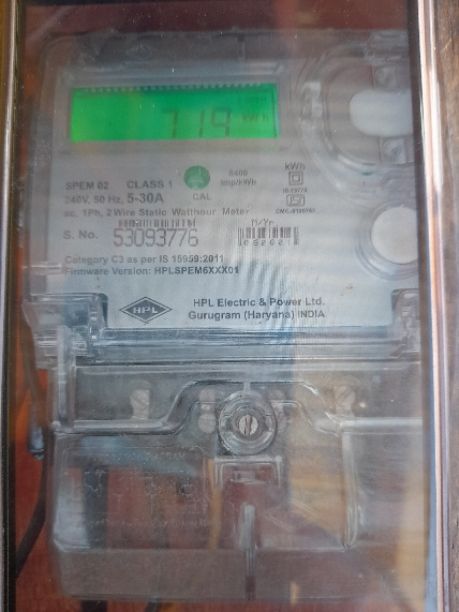 719 kWh
SPEM 02 CLASS 1
240V, 50 Hz, 5-30A
CAL
6400
imp/kWh
kWh
ac. 1Ph, 2 Wire Static Watthour Meter
M/Yr
S. No. 53093776
Category C3 as per IS 15959:2011
Firmware Version: HPLSPEM6XXX01
HPL
HPL Electric & Power Ltd.
Gurugram (Haryana) INDIA